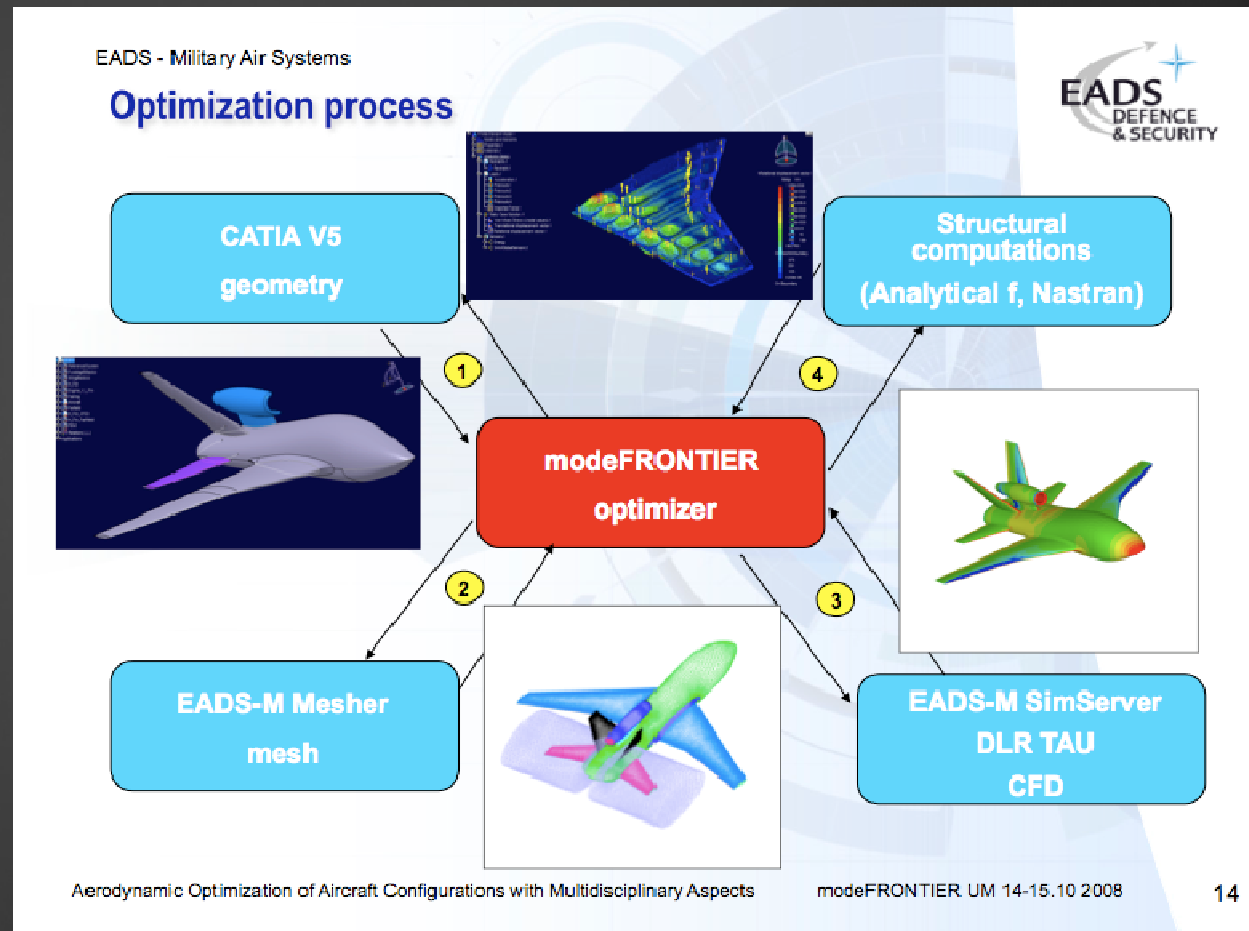 EADS - Military Air Systems
Optimization process
EADS
DEFENCE
& SECURITY
CATIA V5
geometry
Structural
computations
(Analytical f, Nastran)
1
4
modeFRONTIER
optimizer
2
3
EADS-M Mesher
mesh
EADS-M SimServer
DLR TAU
CFD
Aerodynamic Optimization of Aircraft Configurations with Multidisciplinary Aspects
modeFRONTIER UM 14-15.10 2008
14